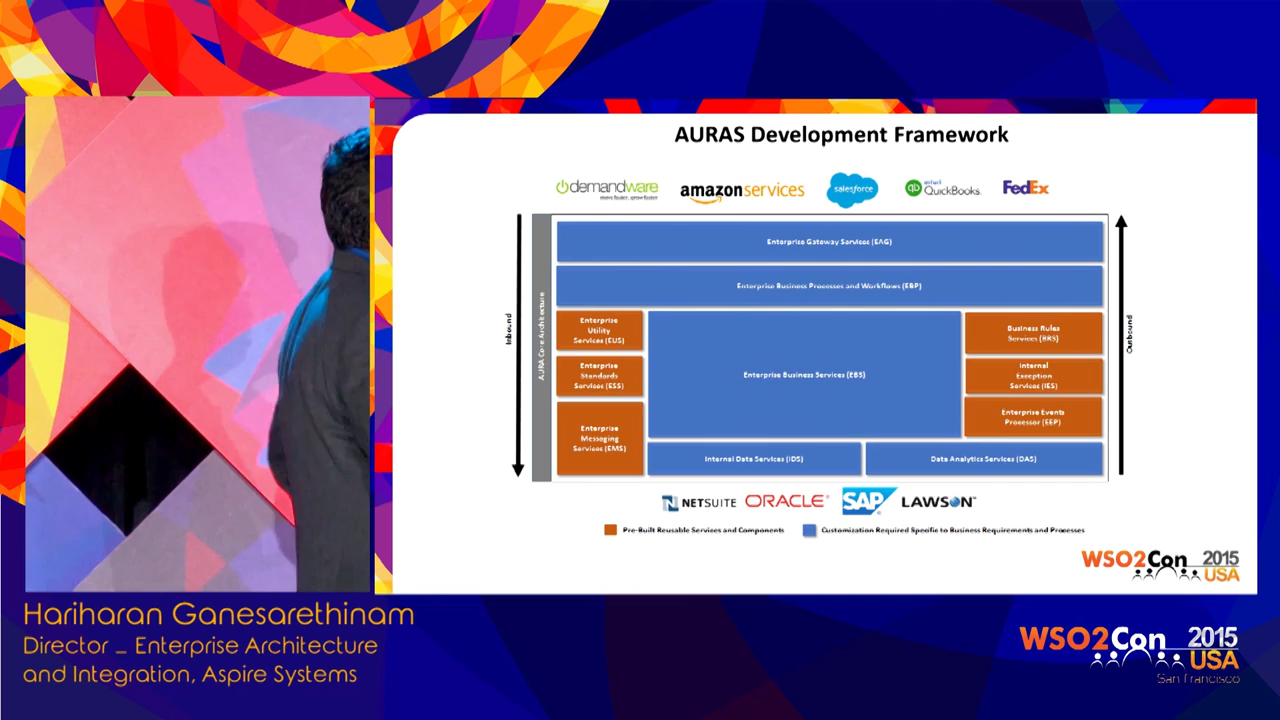 AURAS Development Framework
demandware
move faster, grow faster
amazonservices
salesforce
qb intuit QuickBooks.
FedEx
Inbound
AURA Core Architecture
Enterprise Gateway Services (EAG)
Enterprise Business Processes and Workflows (EBP)
Enterprise
Utility
Services (EUS)
Enterprise
Standards
Services (ESS)
Enterprise
Messaging
Services (EMS)
Enterprise Business Services (EBS)
Business Rules
Services (BRS)
Internal
Exception
Services (IES)
Enterprise Events
Processor (EEP)
Internal Data Services (IDS)
Data Analytics Services (DAS)
Outbound
N NETSUITE ORACLE® SAP® LAWSON™
Pre-Built Reusable Services and Components
Customization Required Specific to Business Requirements and Processes
WSO2Con 2015
USA
Hariharan Ganesarethinam
Director _ Enterprise Architecture
and Integration, Aspire Systems
WSO2Con 2015
USA
San Francisco